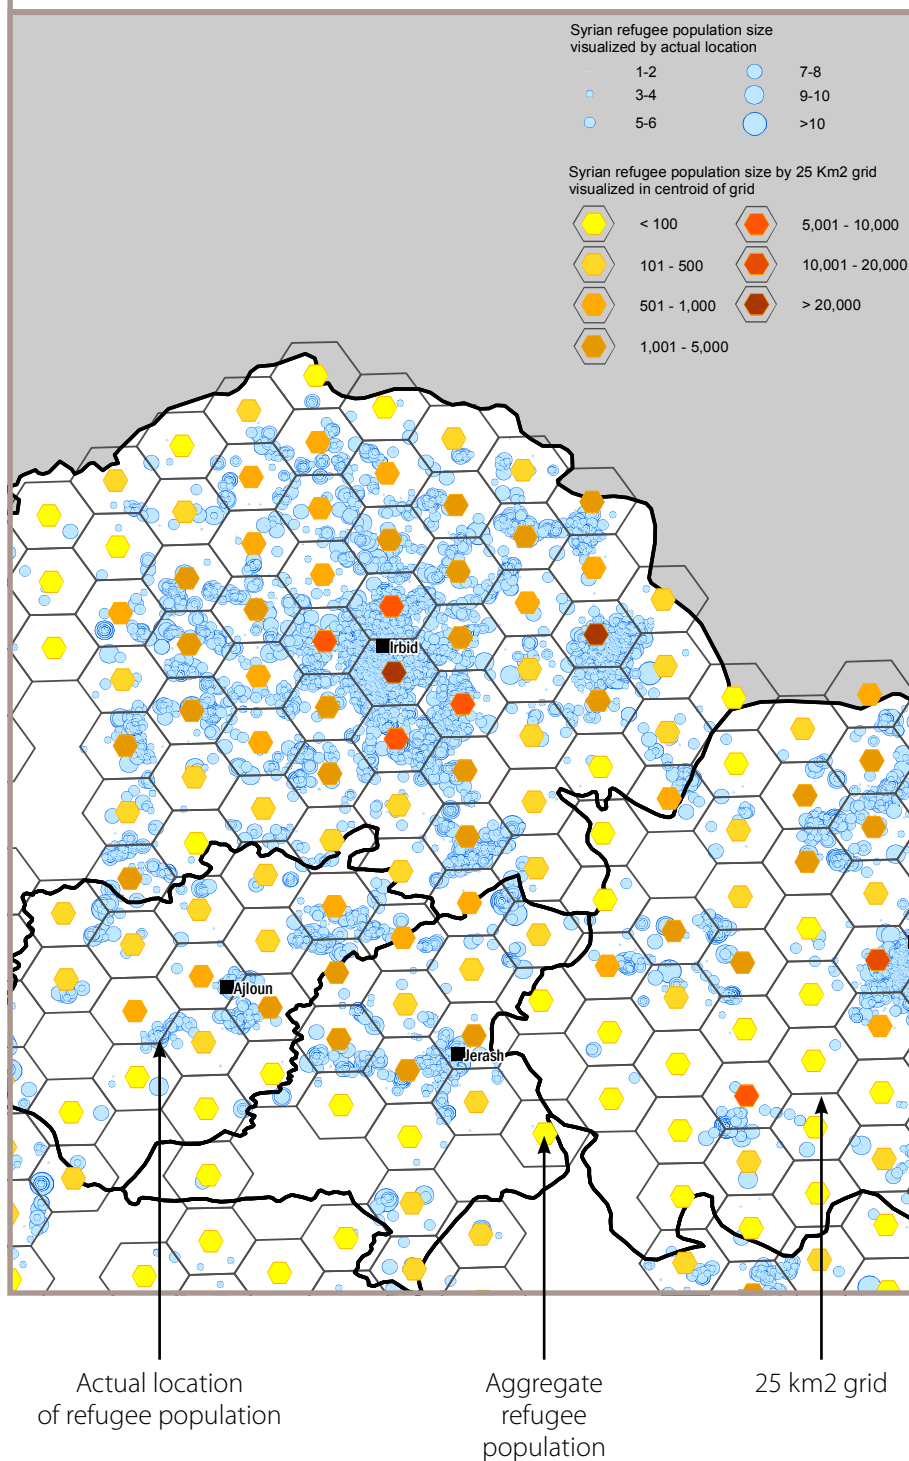 Syrian refugee population size
visualized by actual location
1-2
7-8
3-4
9-10
5-6
>10
Syrian refugee population size by 25 Km2 grid
visualized in centroid of grid
< 100
5,001 - 10,000
101 - 500
10,001 - 20,000
501 - 1,000
> 20,000
1,001 - 5,000
Irbid
Ajloun
Jerash
Actual location
of refugee population
Aggregate
refugee
population
25 km2 grid